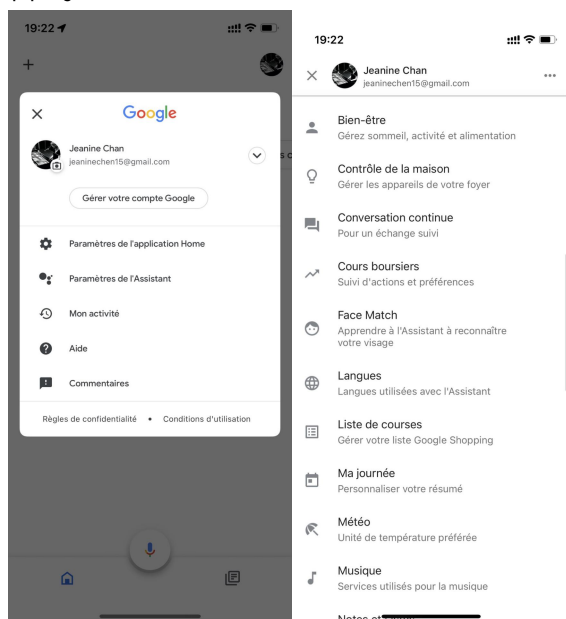 19:22
Google
Jeanine Chan
jeaninechen15@gmail.com
Gérer votre compte Google
Paramètres de l'application Home
Paramètres de l'Assistant
Mon activité
Aide
Commentaires
Règles de confidentialité • Conditions d'utilisation
19:22
Jeanine Chan
jeaninechen15@gmail.com
Bien-être
Gérez sommeil, activité et alimentation
Contrôle de la maison
Gérer les appareils de votre foyer
Conversation continue
Pour un échange suivi
Cours boursiers
Suivi d'actions et préférences
Face Match
Apprendre à l'Assistant à reconnaître
votre visage
Langues
Langues utilisées avec l'Assistant
Liste de courses
Gérer votre liste Google Shopping
Ma journée
Personnaliser votre résumé
Météo
Unité de température préférée
Musique
Services utilisés pour la musique